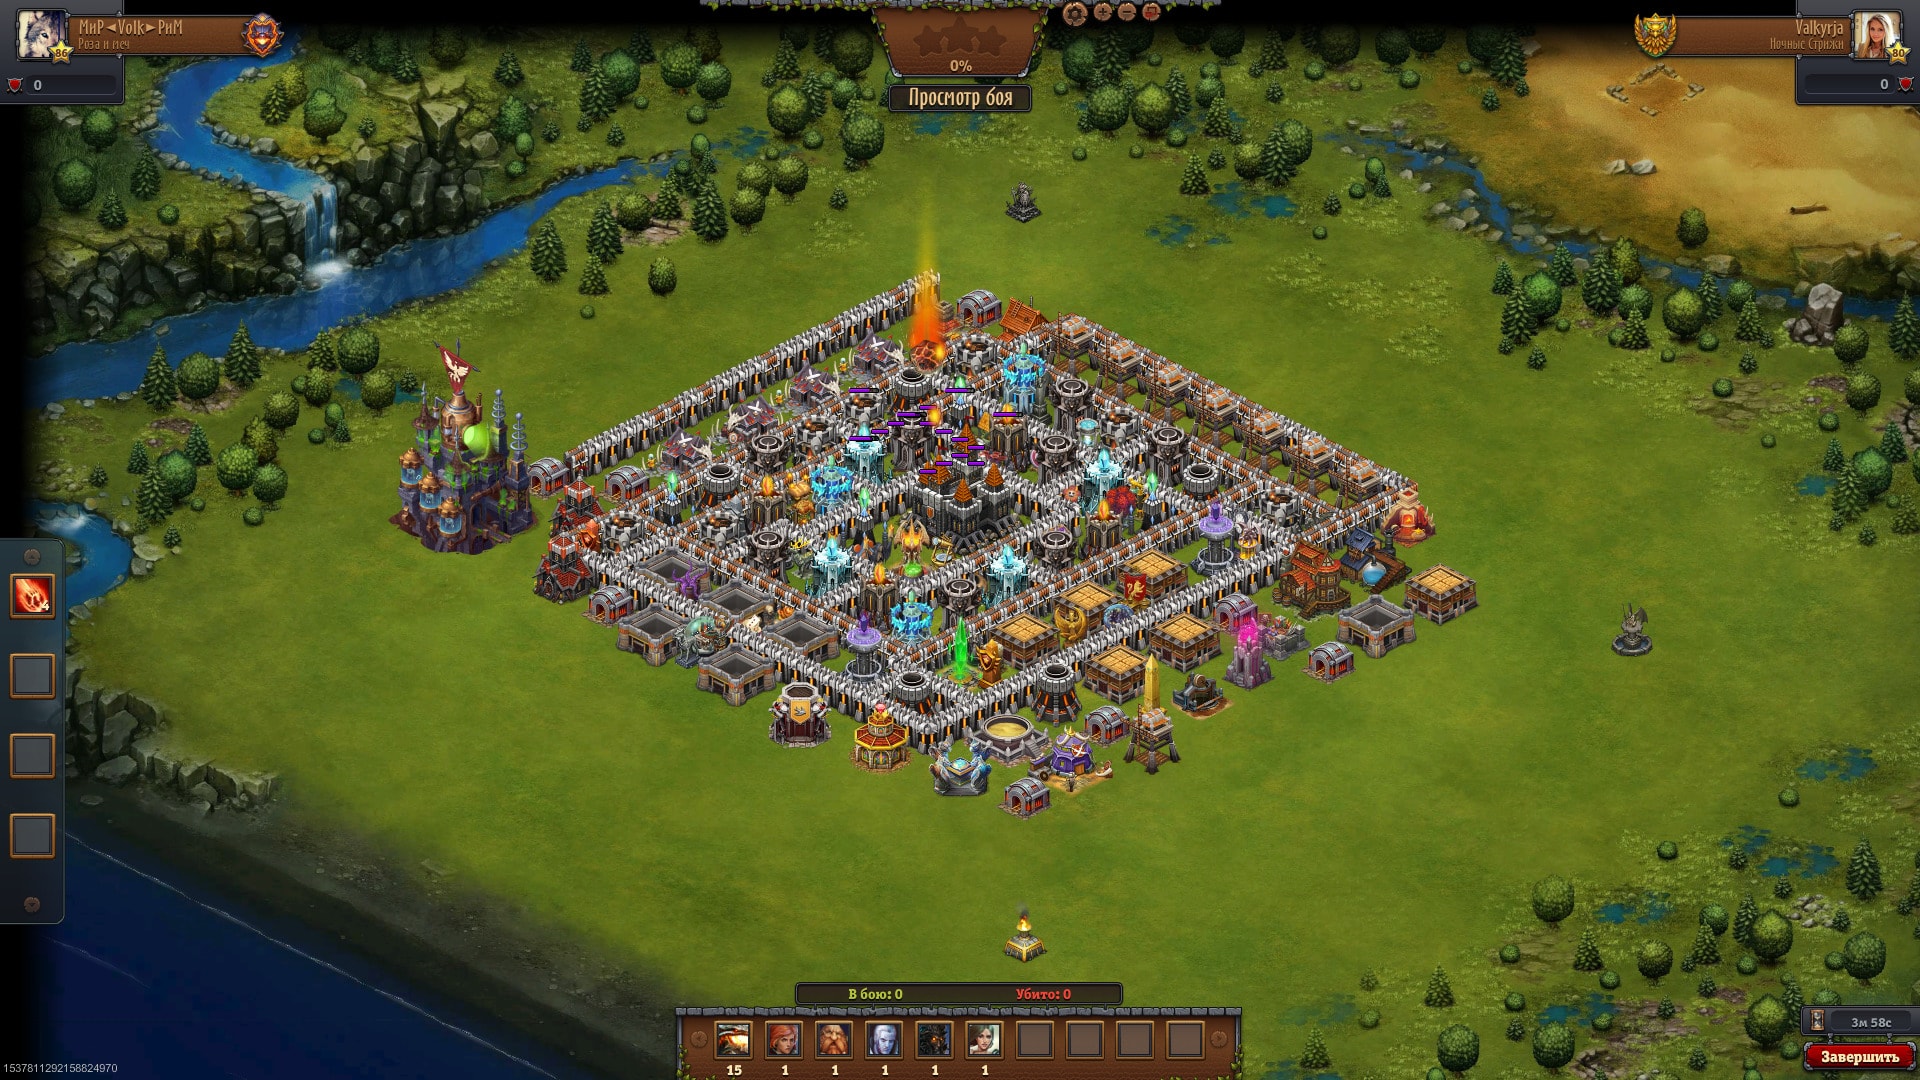 МиР◄Volk►РиМ
Роза и меч
86
0
0%
Просмотр боя
Valkyrja
Ночные Стрижи
80
0
4
В бою: 0
Убито: 0
15
1
1
1
1
1
3м 58с
Завершить
1537811292158824970